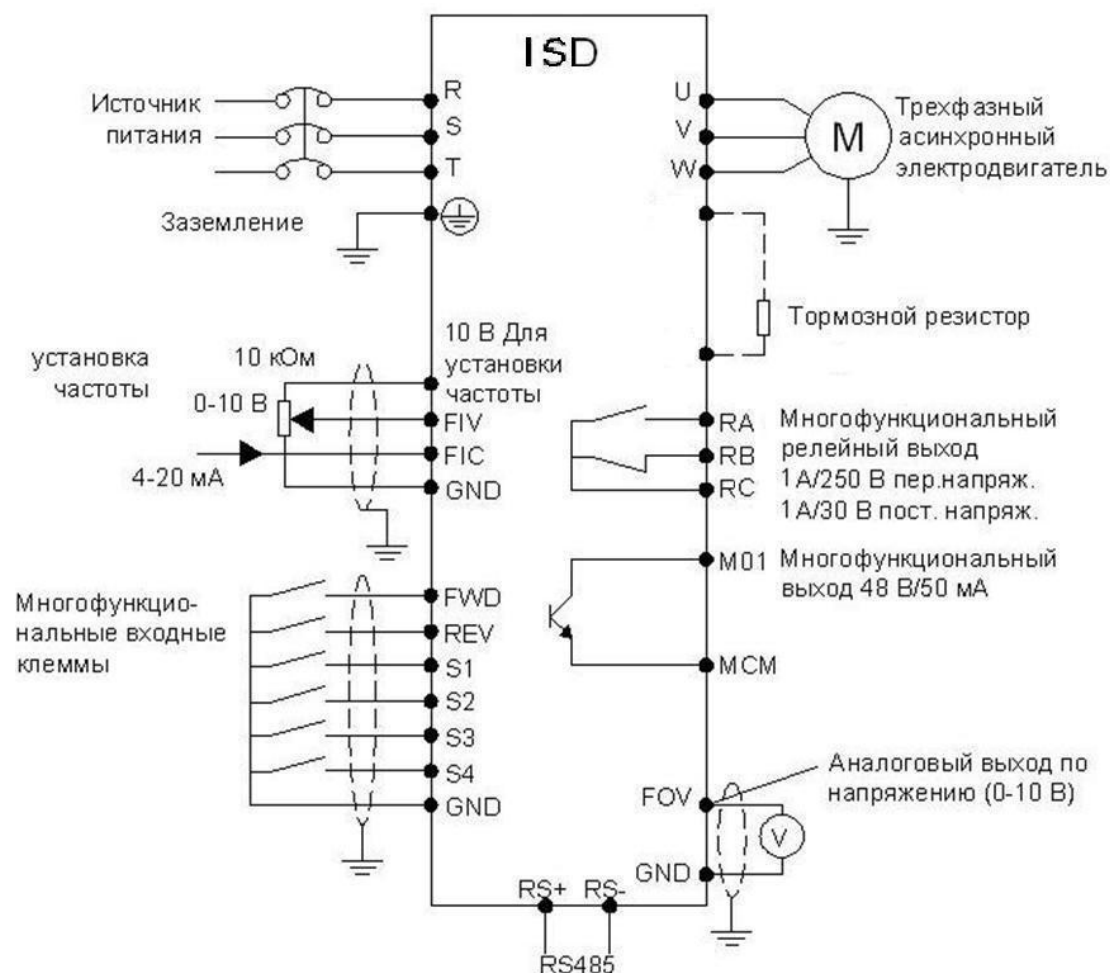 ISD
Источник
питания
R
S
T
Заземление
U
V
W
M
Трехфазный
асинхронный
электродвигатель
Тормозной резистор
установка
частоты
10 кОм
0-10 В
4-20 мА
10 В Для
установки
частоты
FIV
FIC
GND
RA
RB
RC
Многофункциональный
релейный выход
1А/250 В пер.напряж.
1А/30 В пост. напряж.
M01
Многофункциональный
выход 48 В/50 мА
MCM
Многофункцио-
нальные входные
клеммы
FWD
REV
S1
S2
S3
S4
GND
Аналоговый выход по
напряжению (0-10 В)
FOV
V
GND
RS+ RS-
RS485